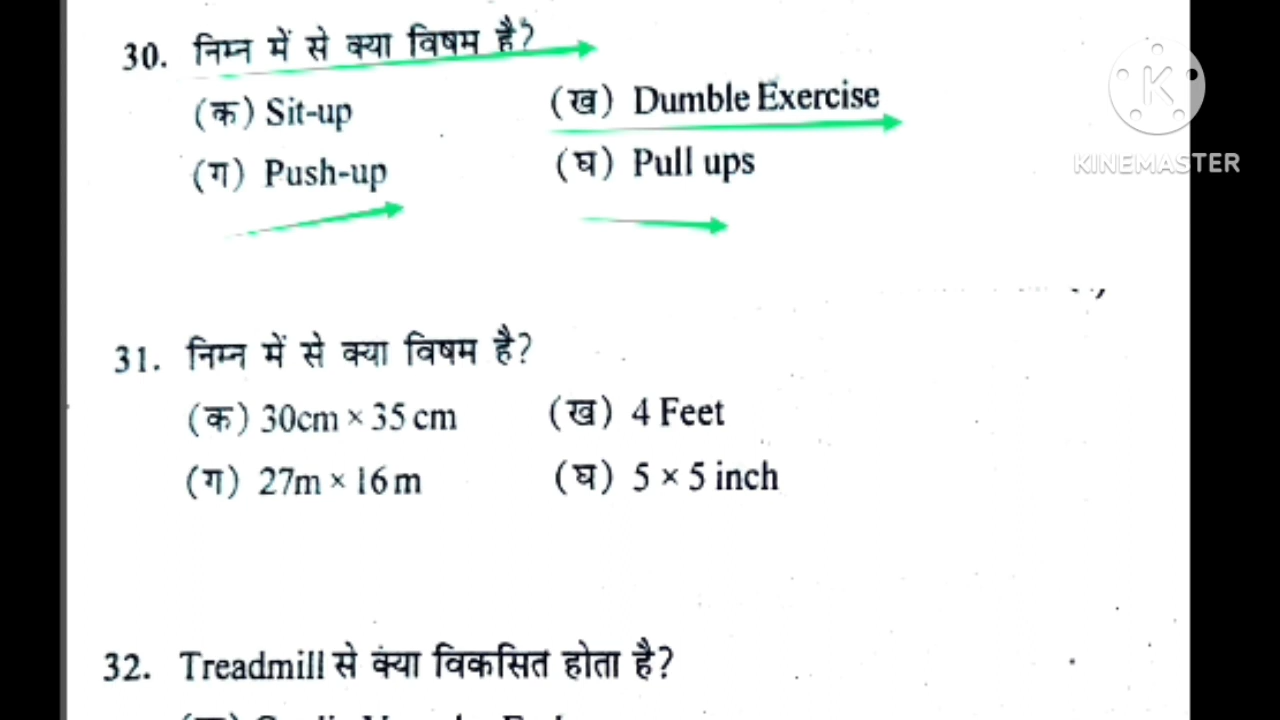 30. निम्न में से क्या विषम है?
(क) Sit-up (ख) Dumble Exercise
(ग) Push-up (घ) Pull ups
K
KINEMASTER
31. निम्न में से क्या विषम है?
(क) 30cm × 35 cm (ख) 4 Feet
(ग) 27m × 16m (घ) 5 × 5 inch
32. Treadmill से क्या विकसित होता है?